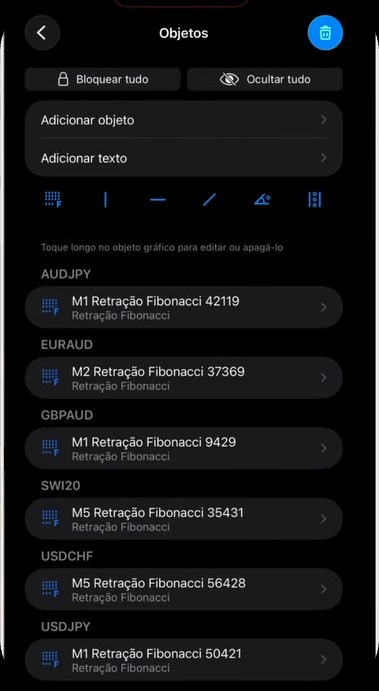 Objetos
Bloquear tudo
Ocultar tudo
Adicionar objeto
Adicionar texto
Toque longo no objeto gráfico para editar ou apagá-lo
AUDJPY
M1 Retração Fibonacci 42119
Retração Fibonacci
EURAUD
M2 Retração Fibonacci 37369
Retração Fibonacci
GBPAUD
M1 Retração Fibonacci 9429
Retração Fibonacci
SWI20
M5 Retração Fibonacci 35431
Retração Fibonacci
USDCHF
M5 Retração Fibonacci 56428
Retração Fibonacci
USDJPY
M1 Retração Fibonacci 50421
Retração Fibonacci